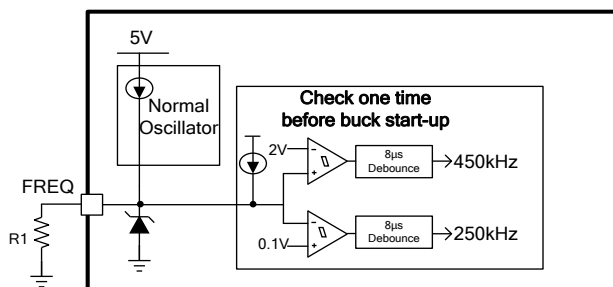 5V
Normal
Oscillator
Check one time
before buck start-up
2V
−
+
8µs
Debounce
450kHz
FREQ
R1
0.1V
−
+
8µs
Debounce
250kHz